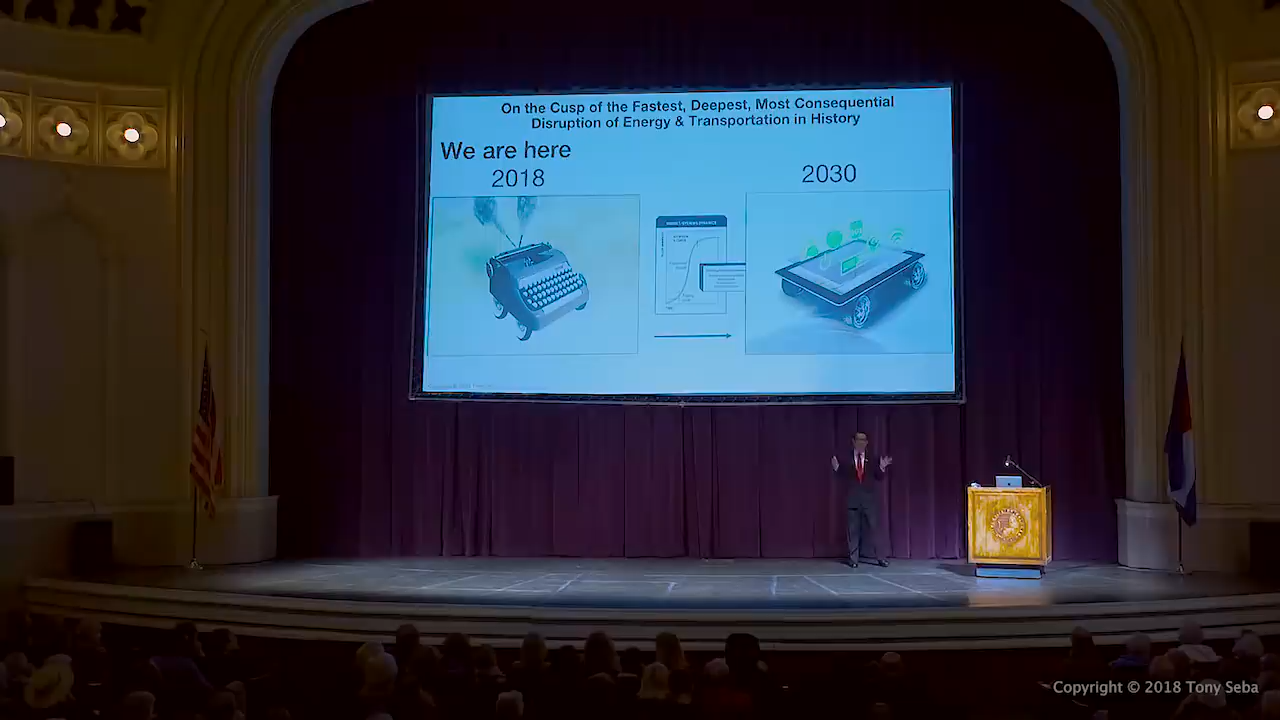 On the Cusp of the Fastest, Deepest, Most Consequential
Disruption of Energy & Transportation in History
We are here
2018
2030
Copyright © 2018 Tony Seba